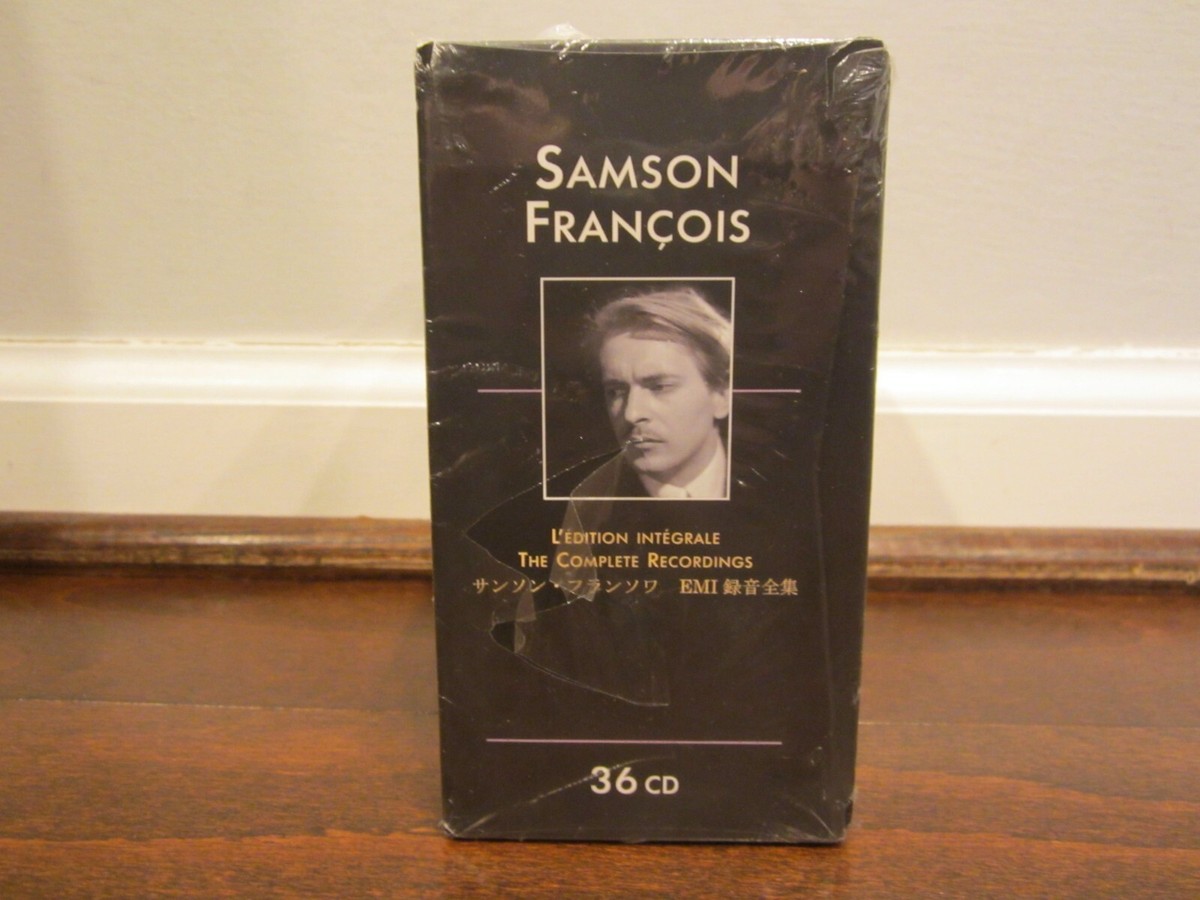 SAMSON
FRANÇOIS
L'ÉDITION INTÉGRALE
THE COMPLETE RECORDINGS
サンソン・フランソワ EMI 録音全集
36 CD